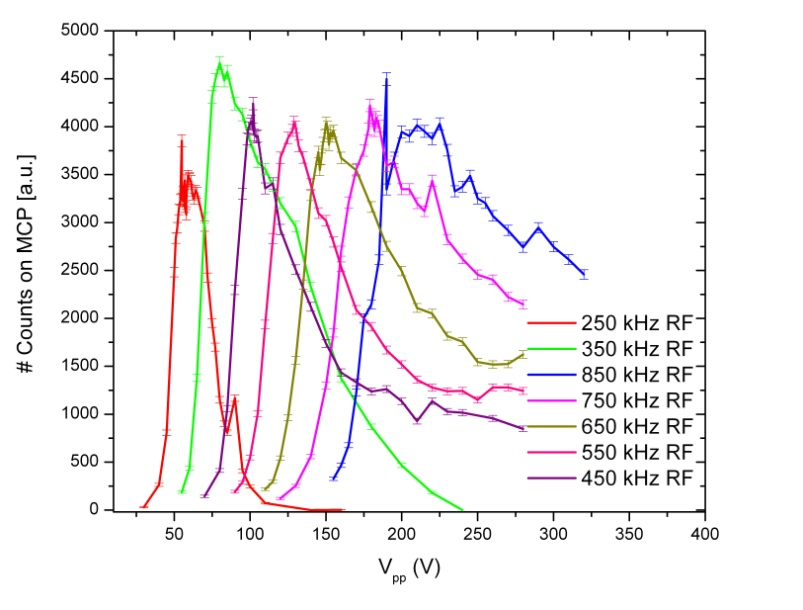 5000
4500
4000
3500
3000
2500
2000
1500
1000
500
0
# Counts on MCP [a.u.]
250 kHz RF
350 kHz RF
850 kHz RF
750 kHz RF
650 kHz RF
550 kHz RF
450 kHz RF
50 100 150 200 250 300 350 400
Vpp (V)